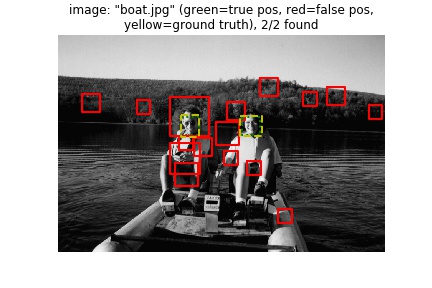 image: "boat.jpg" (green=true pos, red=false pos,
yellow=ground truth), 2/2 found